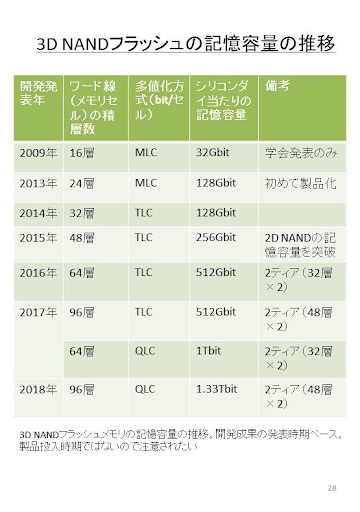 3D NANDフラッシュの記憶容量の推移
開発発表年 ワード線(メモリセル)の積層数 多値化方式(bit/セル) シリコンダイ当たりの記憶容量 備考
2009年 16層 MLC 32Gbit 学会発表のみ
2013年 24層 MLC 128Gbit 初めて製品化
2014年 32層 TLC 128Gbit
2015年 48層 TLC 256Gbit 2D NANDの記憶容量を突破
2016年 64層 TLC 512Gbit 2ティア(32層×2)
2017年 96層 TLC 512Gbit 2ティア(48層×2)
64層 QLC 1Tbit 2ティア(32層×2)
2018年 96層 QLC 1.33Tbit 2ティア(48層×2)
3D NANDフラッシュメモリの記憶容量の推移。開発成果の発表時期ベース。
製品投入時期ではないので注意されたい
28